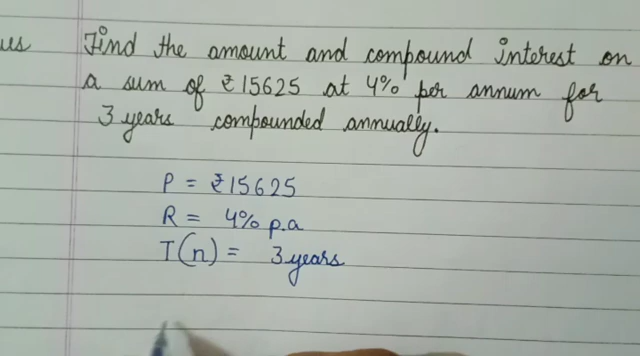 Find the amount and compound interest on
a sum of ₹15625 at 4% per annum for
3 years compounded annually.
P = ₹15625
R = 4% p.a
T(n) = 3 years